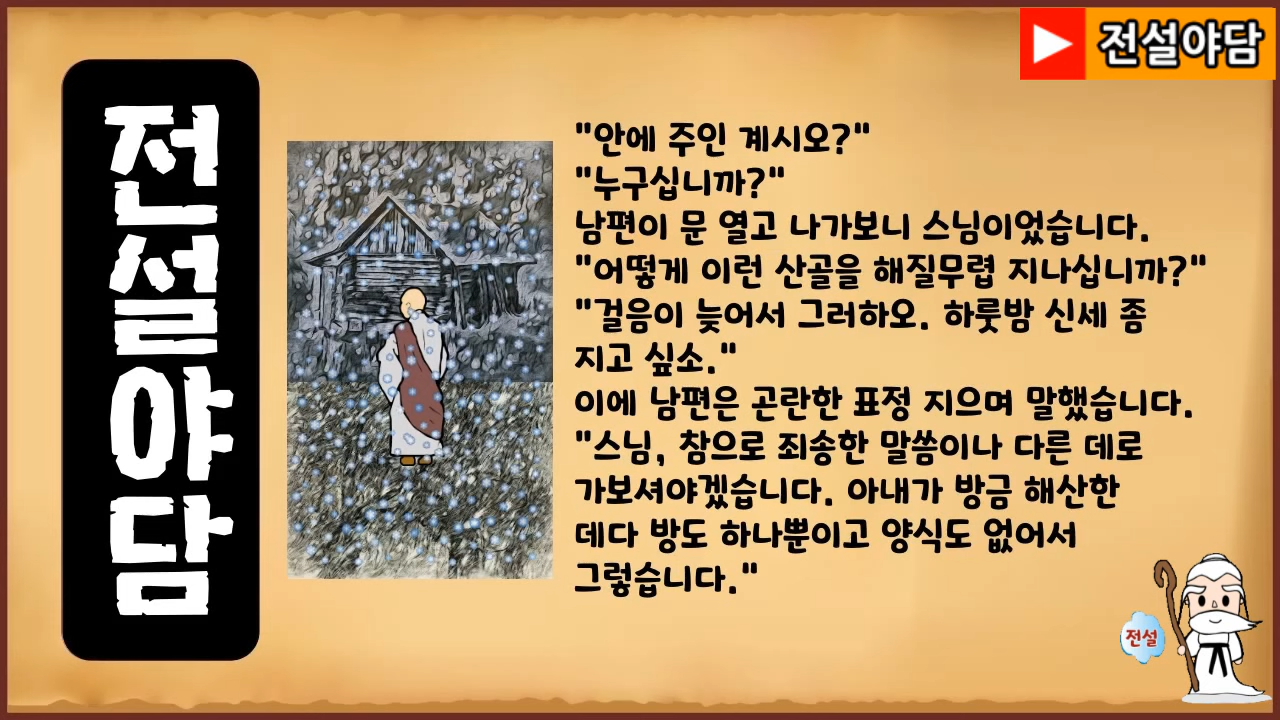 전설야담
전설야담
"안에 주인 계시오?"
"누구십니까?"
남편이 문 열고 나가보니 스님이었습니다.
"어떻게 이런 산골을 해질무렵 지나십니까?"
"걸음이 늦어서 그러하오. 하룻밤 신세 좀
지고 싶소."
이에 남편은 곤란한 표정 지으며 말했습니다.
"스님, 참으로 죄송한 말씀이나 다른 데로
가보셔야겠습니다. 아내가 방금 해산한
데다 방도 하나뿐이고 양식도 없어서
그렇습니다."
전설